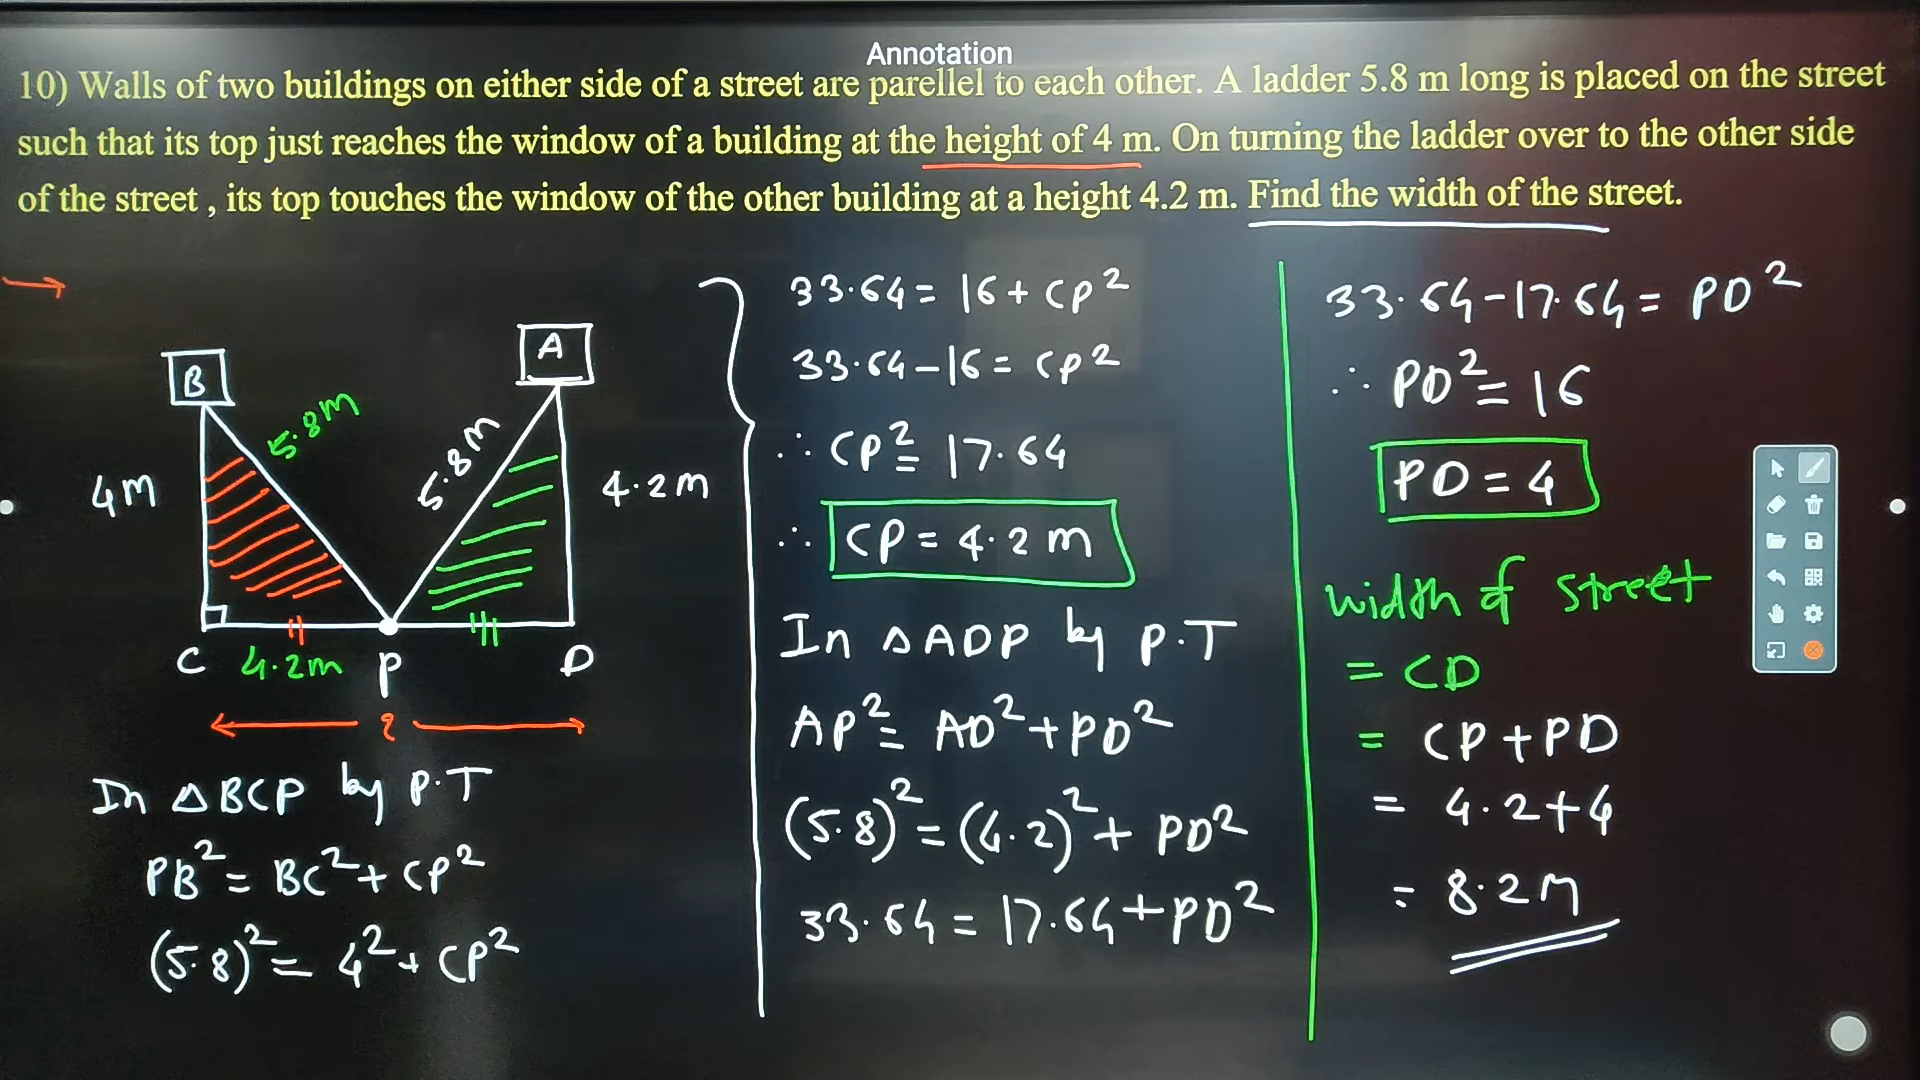 Annotation
10) Walls of two buildings on either side of a street are parellel to each other. A ladder 5.8 m long is placed on the street
such that its top just reaches the window of a building at the height of 4 m. On turning the ladder over to the other side
of the street , its top touches the window of the other building at a height 4.2 m. Find the width of the street.
B
A
5.8m
5.8m
4m
4.2m
C 4.2m P D
?
In △BCP by P.T
PB² = BC² + CP²
(5.8)² = 4² + CP²
33.64 = 16 + CP²
33.64 - 16 = CP²
∴ CP² = 17.64
∴ CP = 4.2 m
In △ADP by P.T
AP² = AD² + PD²
(5.8)² = (4.2)² + PD²
33.64 = 17.64 + PD²
33.64 - 17.64 = PD²
∴ PD² = 16
PD = 4
width of street
= CD
= CP + PD
= 4.2 + 4
= 8.2 m